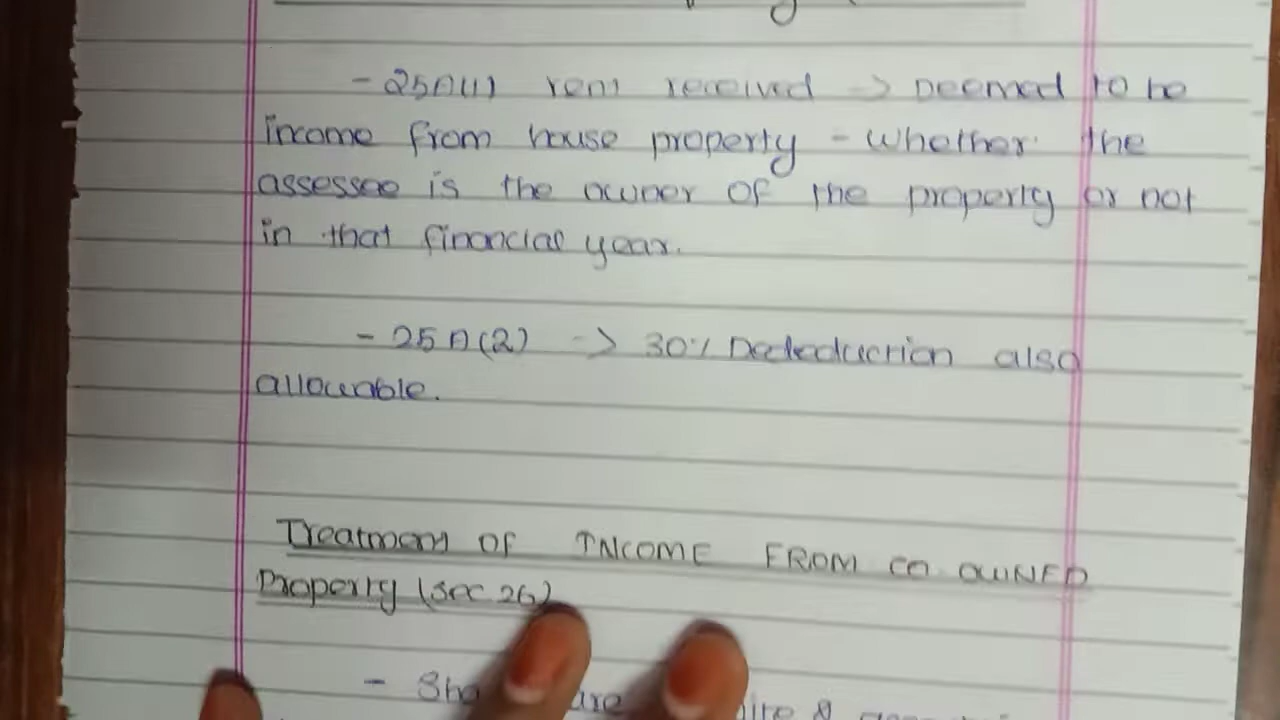 - 25A(1) rent received -> Deemed to be
income from house property - whether the
assessee is the owner of the property or not
in that financial year.
- 25A(2) -> 30% Dededuction also
allowable.
Treatment OF INCOME FROM CO OWNED
Property (sec 26)
- &